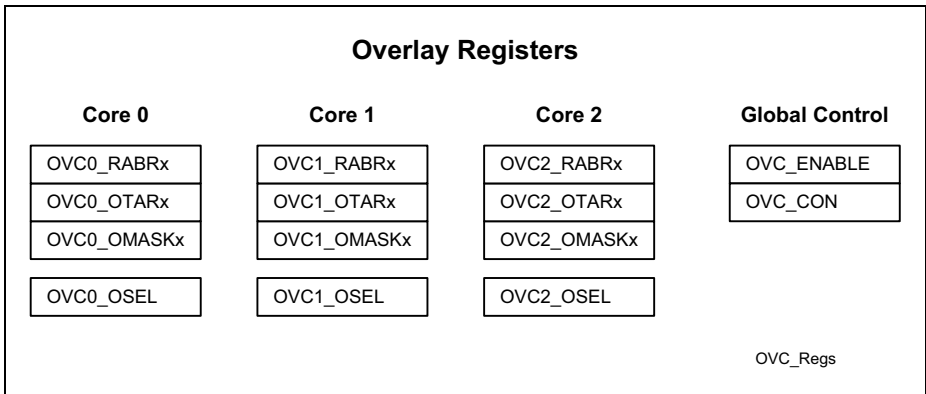 Overlay Registers
Core 0
OVC0_RABRx
OVC0_OTARx
OVC0_OMASKx
OVC0_OSEL
Core 1
OVC1_RABRx
OVC1_OTARx
OVC1_OMASKx
OVC1_OSEL
Core 2
OVC2_RABRx
OVC2_OTARx
OVC2_OMASKx
OVC2_OSEL
Global Control
OVC_ENABLE
OVC_CON
OVC_Regs